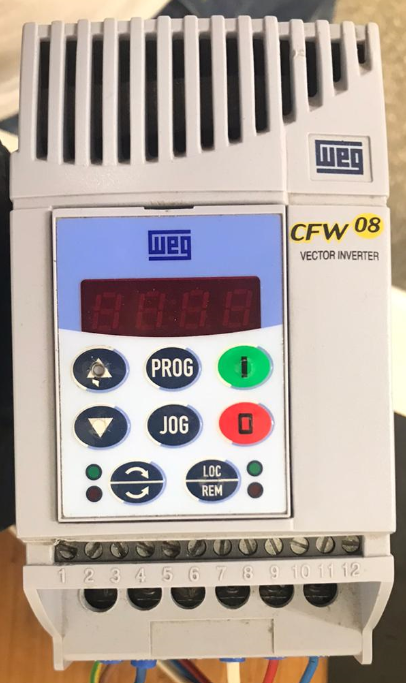 WEG
CFW 08
VECTOR INVERTER
WEG
PROG
I
0
JOG
LOC
REM
1 2 3 4 5 6 7 8 9 10 11 12